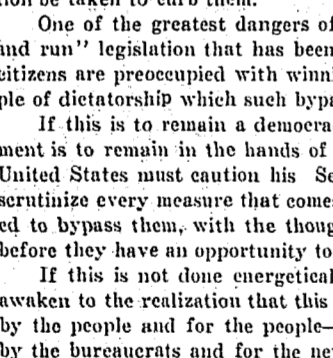 tion be taken to curb them.
One of the greatest dangers of
and run" legislation that has been
citizens are preoccupied with winni
ple of dictatorship which such bypa
If this is to remain a democra
ment is to remain in the hands of
United States must caution his Se
scrutinize every measure that come
ed to bypass them, with the thoug
before they have an opportunity to
If this is not done energetical
awaken to the realization that this
by the people and for the people—
by the bureaucrats and for the